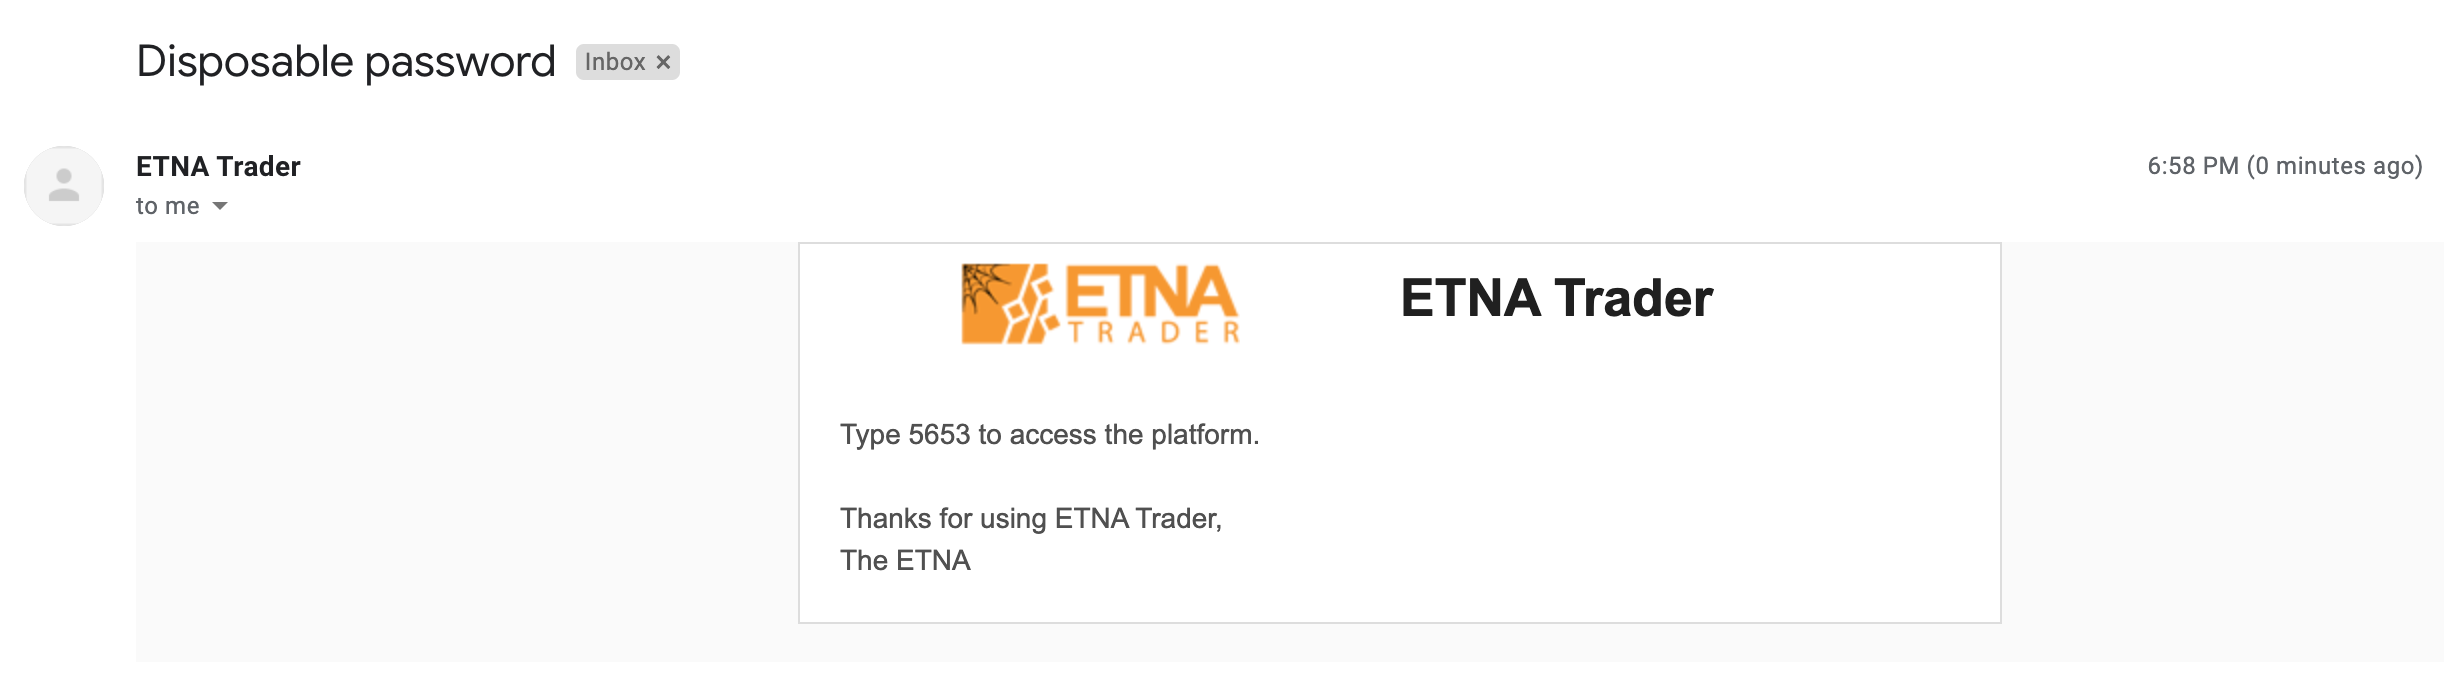 Disposable password Inbox ×
ETNA Trader 6:58 PM (0 minutes ago)
to me
ETNA
TRADER
ETNA Trader
Type 5653 to access the platform.
Thanks for using ETNA Trader,
The ETNA